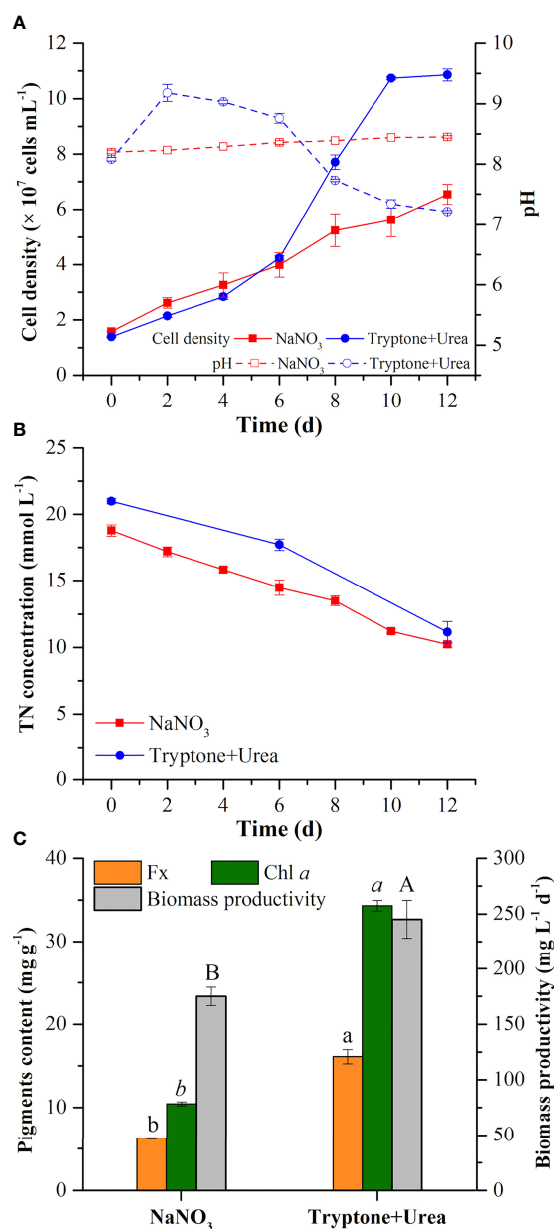 A
Cell density (× 10⁷ cells mL⁻¹)
12
10
8
6
4
2
0
10
9
8
7
6
5
pH
Cell density NaNO₃ Tryptone+Urea
pH NaNO₃ Tryptone+Urea
0 2 4 6 8 10 12
Time (d)
B
TN concentration (mmol L⁻¹)
25
20
15
10
5
0
NaNO₃
Tryptone+Urea
0 2 4 6 8 10 12
Time (d)
C
Pigments content (mg g⁻¹)
40
30
20
10
0
Fx Chl a
Biomass productivity
b b B
a a A
300
250
200
150
100
50
0
Biomass productivity (mg L⁻¹ d⁻¹)
NaNO₃ Tryptone+Urea